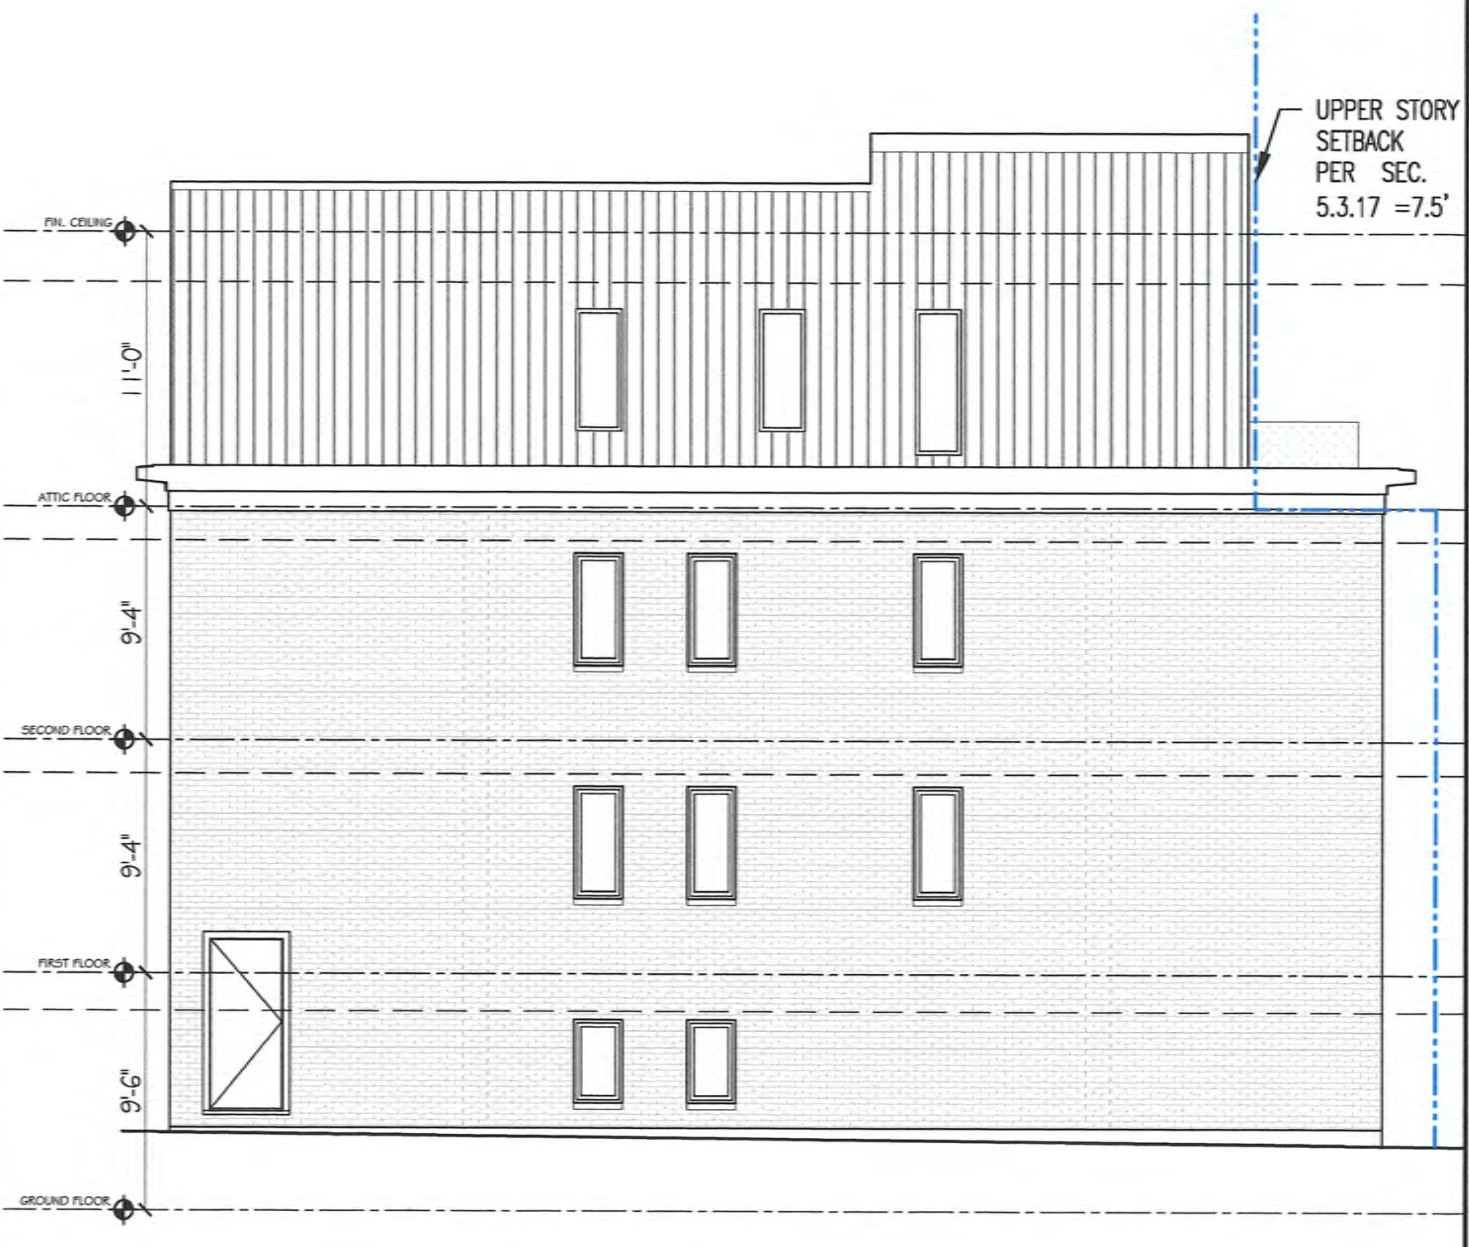 UPPER STORY
SETBACK
PER SEC.
5.3.17 =7.5'
FIN. CEILING
11'-0"
ATTIC FLOOR
9'-4"
SECOND FLOOR
9'-4"
FIRST FLOOR
9'-6"
GROUND FLOOR